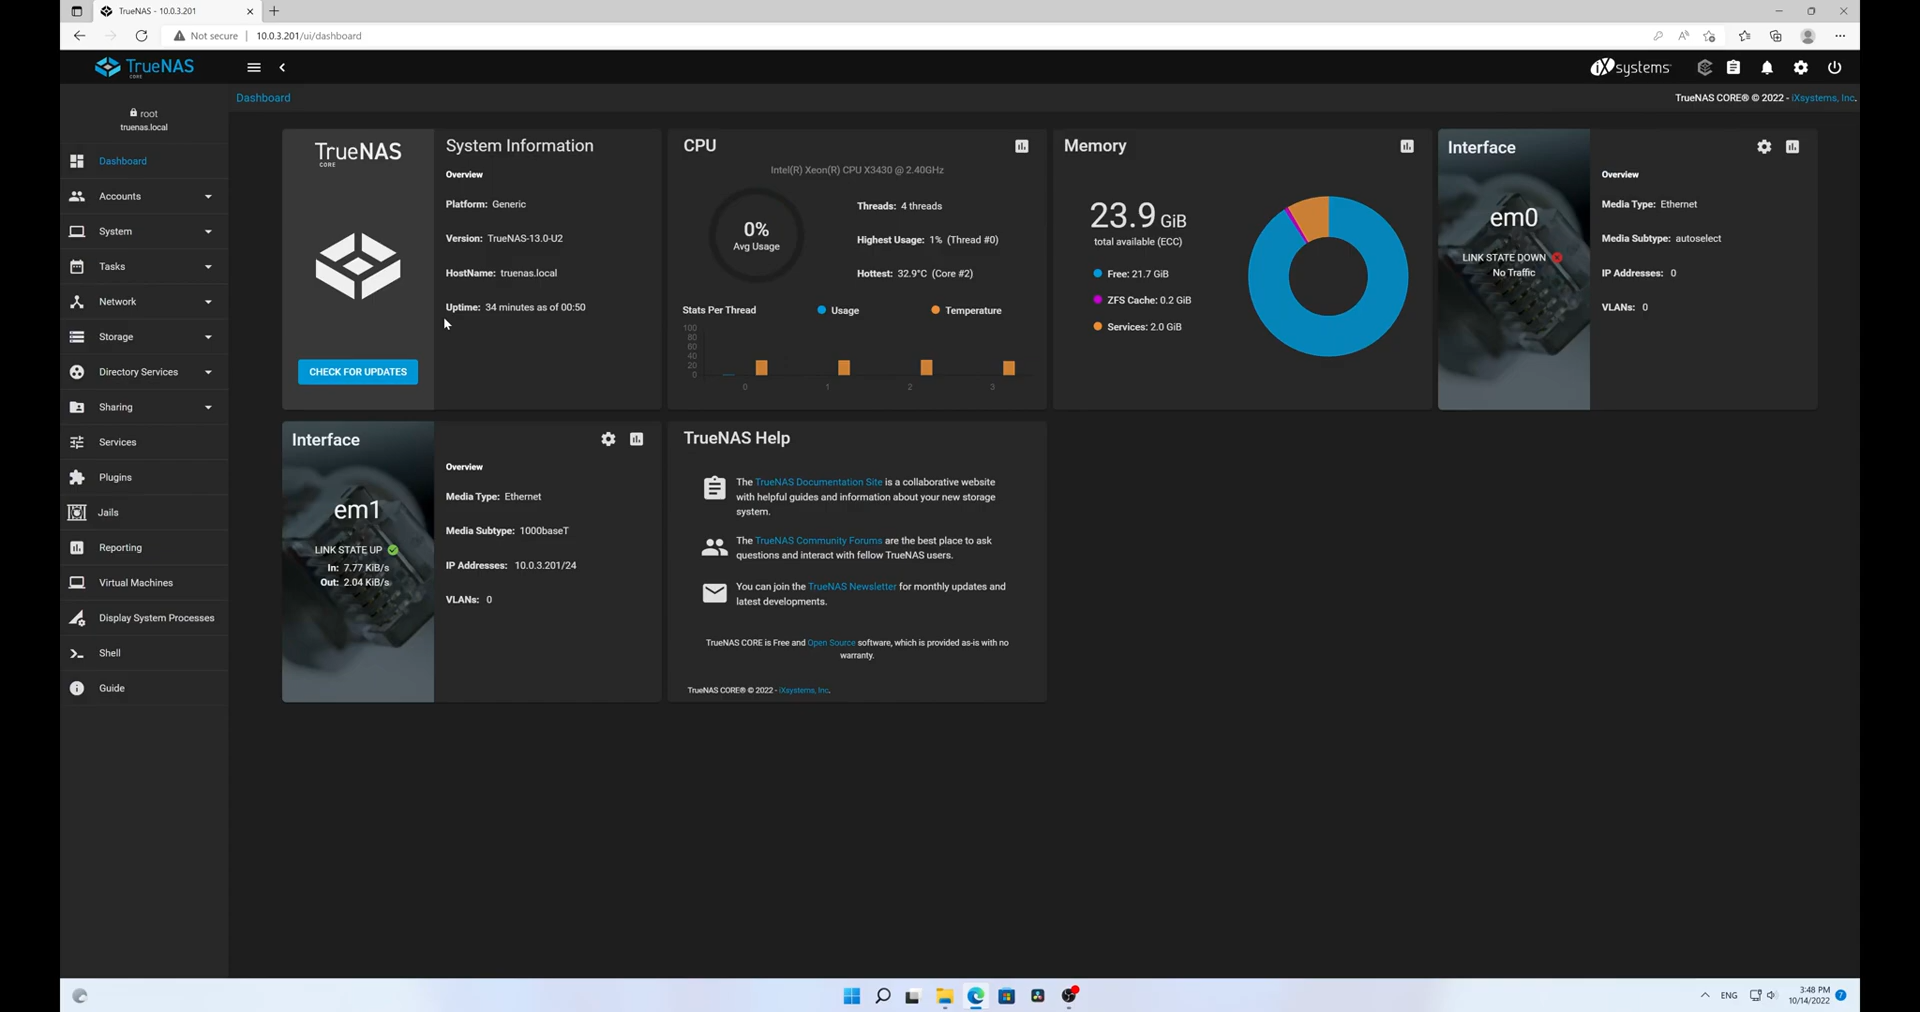 TrueNAS - 10.0.3.201
Not secure
10.0.3.201/ui/dashboard
TrueNAS
CORE
iXsystems
root
truenas.local
Dashboard
TrueNAS CORE® © 2022 - iXsystems, Inc.
Dashboard
Accounts
System
Tasks
Network
Storage
Directory Services
Sharing
Services
Plugins
Jails
Reporting
Virtual Machines
Display System Processes
Shell
Guide
TrueNAS
CORE
CHECK FOR UPDATES
System Information
Overview
Platform: Generic
Version: TrueNAS-13.0-U2
HostName: truenas.local
Uptime: 34 minutes as of 00:50
CPU
Intel(R) Xeon(R) CPU X3430 @ 2.40GHz
0%
Avg Usage
Threads: 4 threads
Highest Usage: 1% (Thread #0)
Hottest: 32.9°C (Core #2)
Stats Per Thread
Usage
Temperature
100
80
60
40
20
0
0
1
2
3
Memory
23.9 GiB
total available (ECC)
Free: 21.7 GiB
ZFS Cache: 0.2 GiB
Services: 2.0 GiB
Interface
em0
LINK STATE DOWN
No Traffic
Overview
Media Type: Ethernet
Media Subtype: autoselect
IP Addresses: 0
VLANs: 0
Interface
em1
LINK STATE UP
In: 7.77 KiB/s
Out: 2.04 KiB/s
Overview
Media Type: Ethernet
Media Subtype: 1000baseT
IP Addresses: 10.0.3.201/24
VLANs: 0
TrueNAS Help
The TrueNAS Documentation Site is a collaborative website
with helpful guides and information about your new storage
system.
The TrueNAS Community Forums are the best place to ask
questions and interact with fellow TrueNAS users.
You can join the TrueNAS Newsletter for monthly updates and
latest developments.
TrueNAS CORE is Free and Open Source software, which is provided as-is with no
warranty.
TrueNAS CORE® © 2022 - iXsystems, Inc.
ENG
3:48 PM
10/14/2022
7